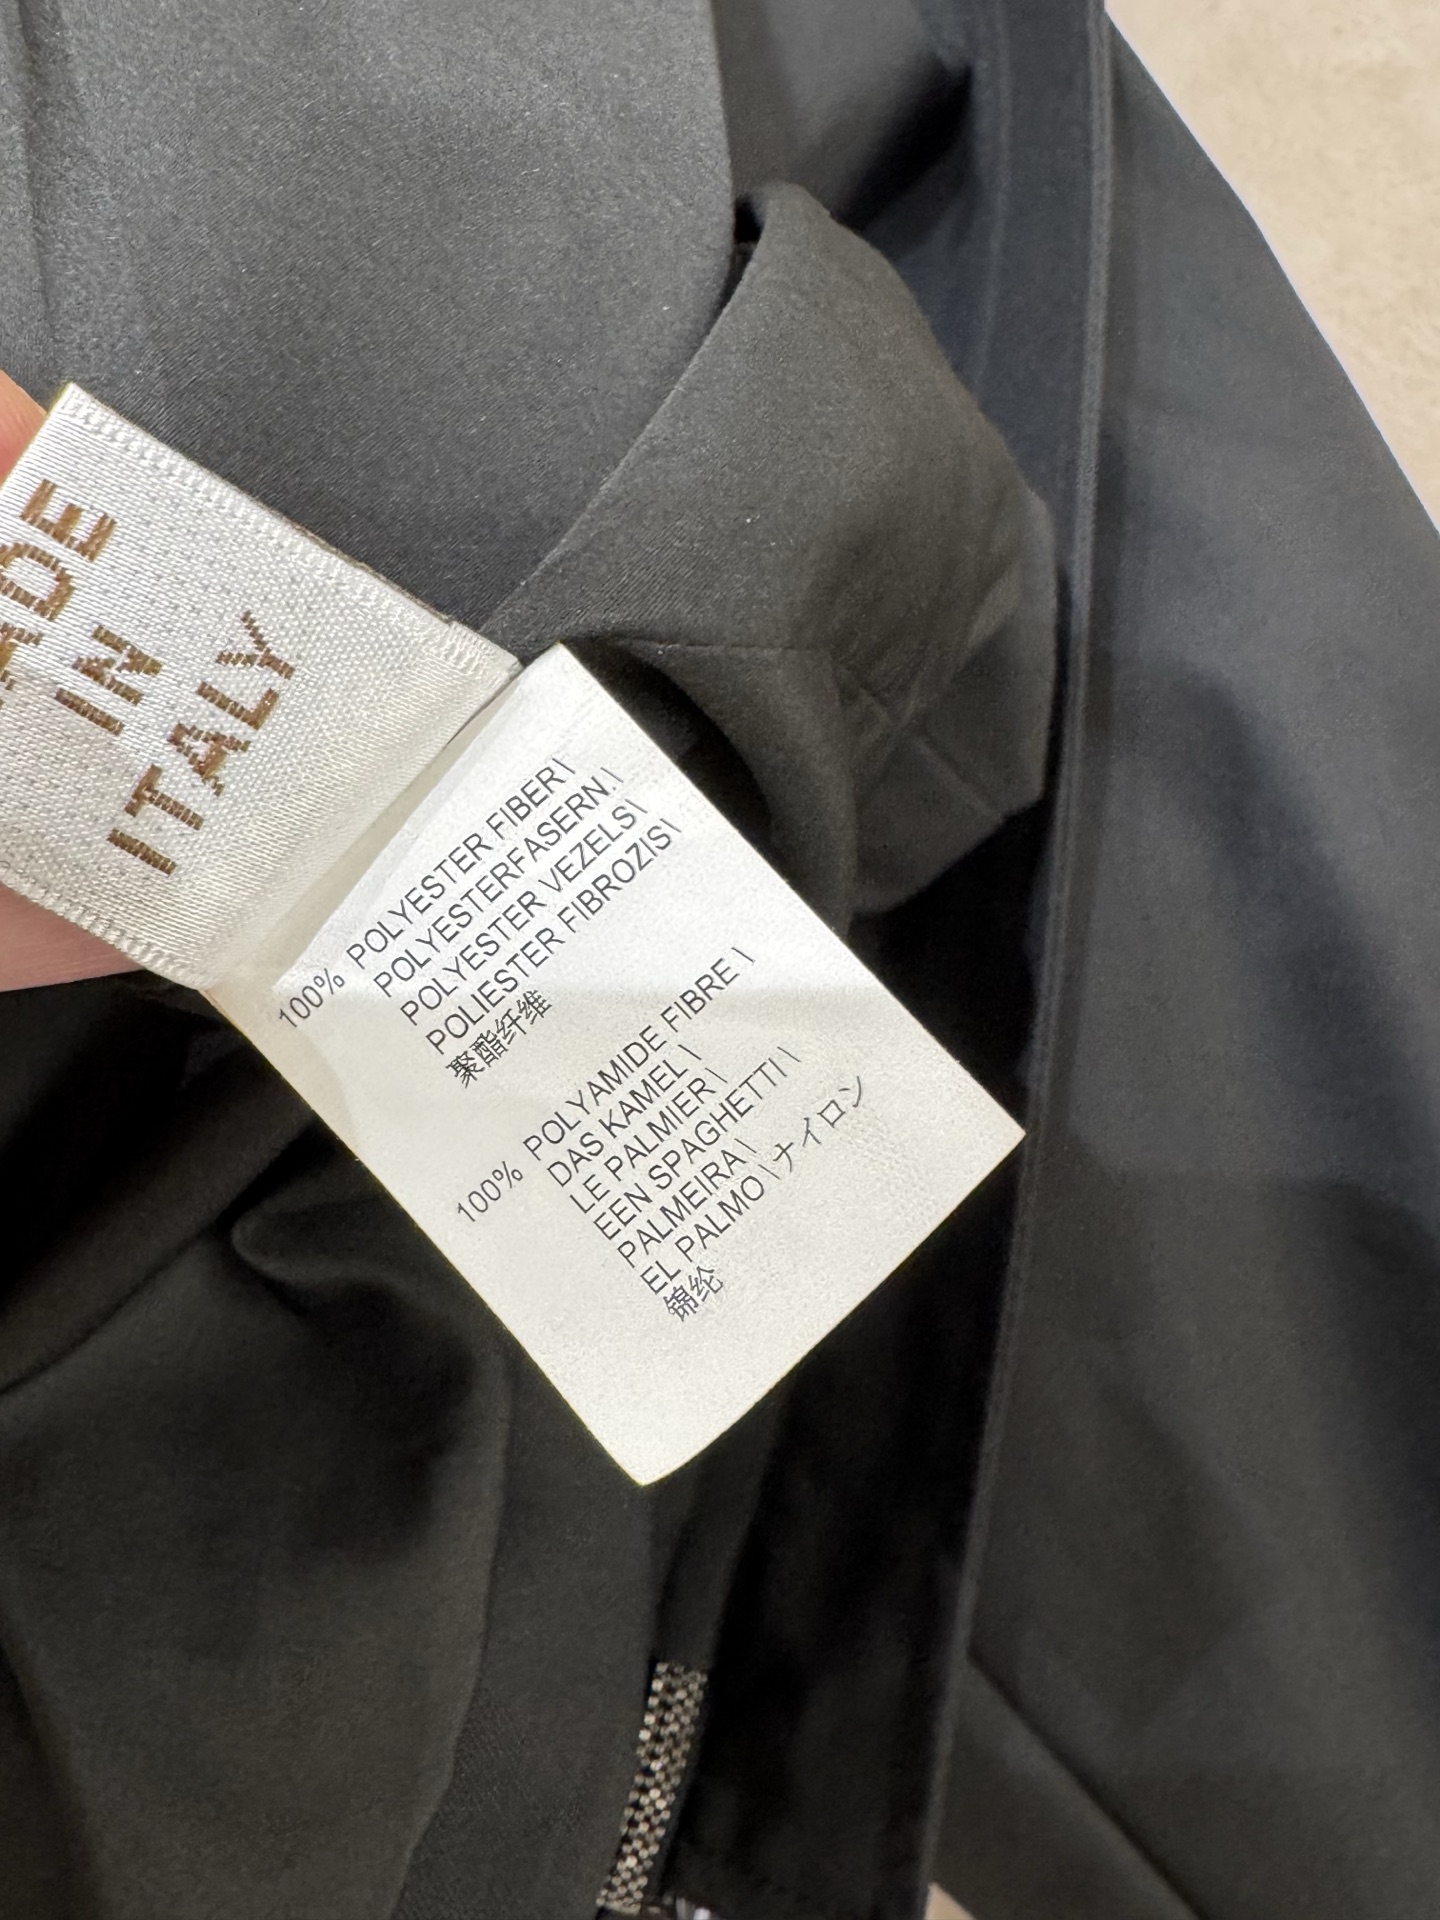 MADE
IN
ITALY
100% POLYESTER FIBER\
POLYESTERFASERN.\
POLYESTER VEZELS\
POLIESTER FIBROZIS\
聚酯纤维
100% POLYAMIDE FIBRE \
DAS KAMEL \
LE PALMIER \
EEN SPAGHETTI \
PALMEIRA \
EL PALMO \ ナイロン
锦纶